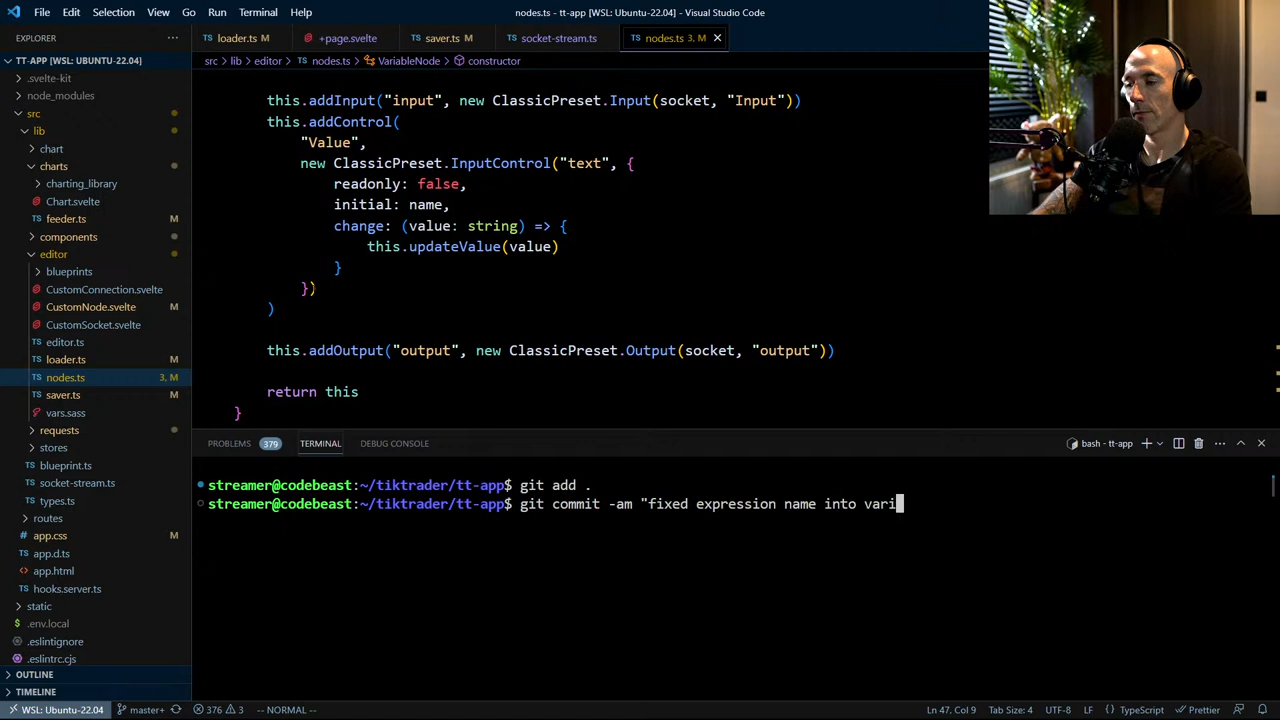 File Edit Selection View Go Run Terminal Help
nodes.ts - tt-app [WSL: Ubuntu-22.04] - Visual Studio Code
EXPLORER ...
loader.ts M
+page.svelte
saver.ts M
socket-stream.ts
nodes.ts 3, M
src > lib > editor > nodes.ts > VariableNode > constructor
TT-APP [WSL: UBUNTU-22.04]
.svelte-kit
node_modules
src
lib
chart
charts
charting_library
Chart.svelte
feeder.ts M
components
editor
blueprints
CustomConnection.svelte
CustomNode.svelte M
CustomSocket.svelte
editor.ts
loader.ts M
nodes.ts 3, M
saver.ts M
vars.sass
requests
stores
blueprint.ts
socket-stream.ts
types.ts
routes
app.css M
app.d.ts
app.html
hooks.server.ts
static
.env.local
.eslintignore
.eslintrc.cjs
OUTLINE
TIMELINE
this.addInput("input", new ClassicPreset.Input(socket, "Input"))
this.addControl(
"Value",
new ClassicPreset.InputControl("text", {
readonly: false,
initial: name,
change: (value: string) => {
this.updateValue(value)
}
})
)
this.addOutput("output", new ClassicPreset.Output(socket, "output"))
return this
}
PROBLEMS 379 TERMINAL DEBUG CONSOLE
bash - tt-app
streamer@codebeast:~/tiktrader/tt-app$ git add .
streamer@codebeast:~/tiktrader/tt-app$ git commit -am "fixed expression name into vari
WSL: Ubuntu-22.04 master+ 376 3 -- NORMAL -- Ln 47, Col 9 Tab Size: 4 UTF-8 LF TypeScript Prettier